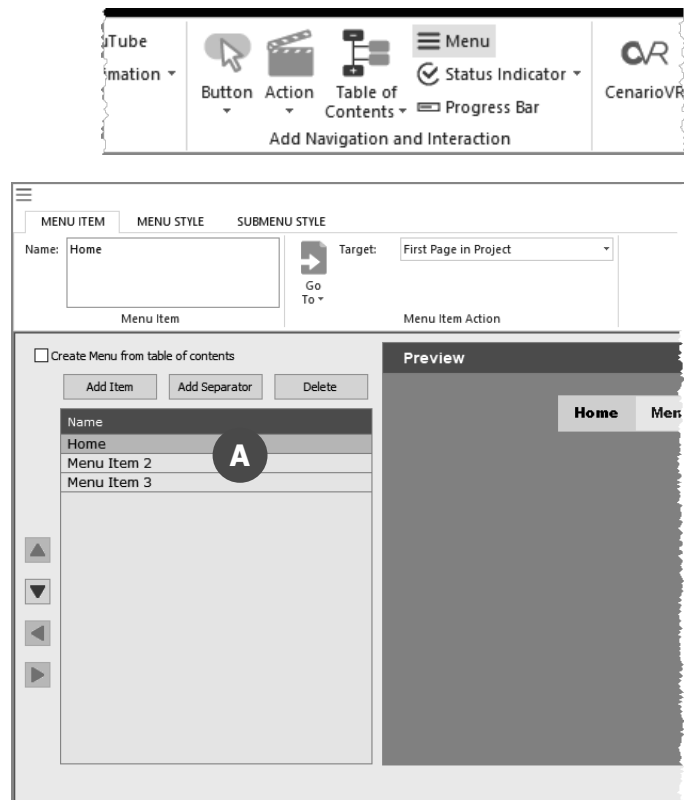 uTube
Menu
mation
Status Indicator
CVR
Button Action Table of Contents
Progress Bar
CenarioVR
Add Navigation and Interaction
MENU ITEM MENU STYLE SUBMENU STYLE
Name: Home
Go To
Target: First Page in Project
Menu Item
Menu Item Action
Create Menu from table of contents
Preview
Add Item Add Separator Delete
Home Men
Name
Home
A
Menu Item 2
Menu Item 3